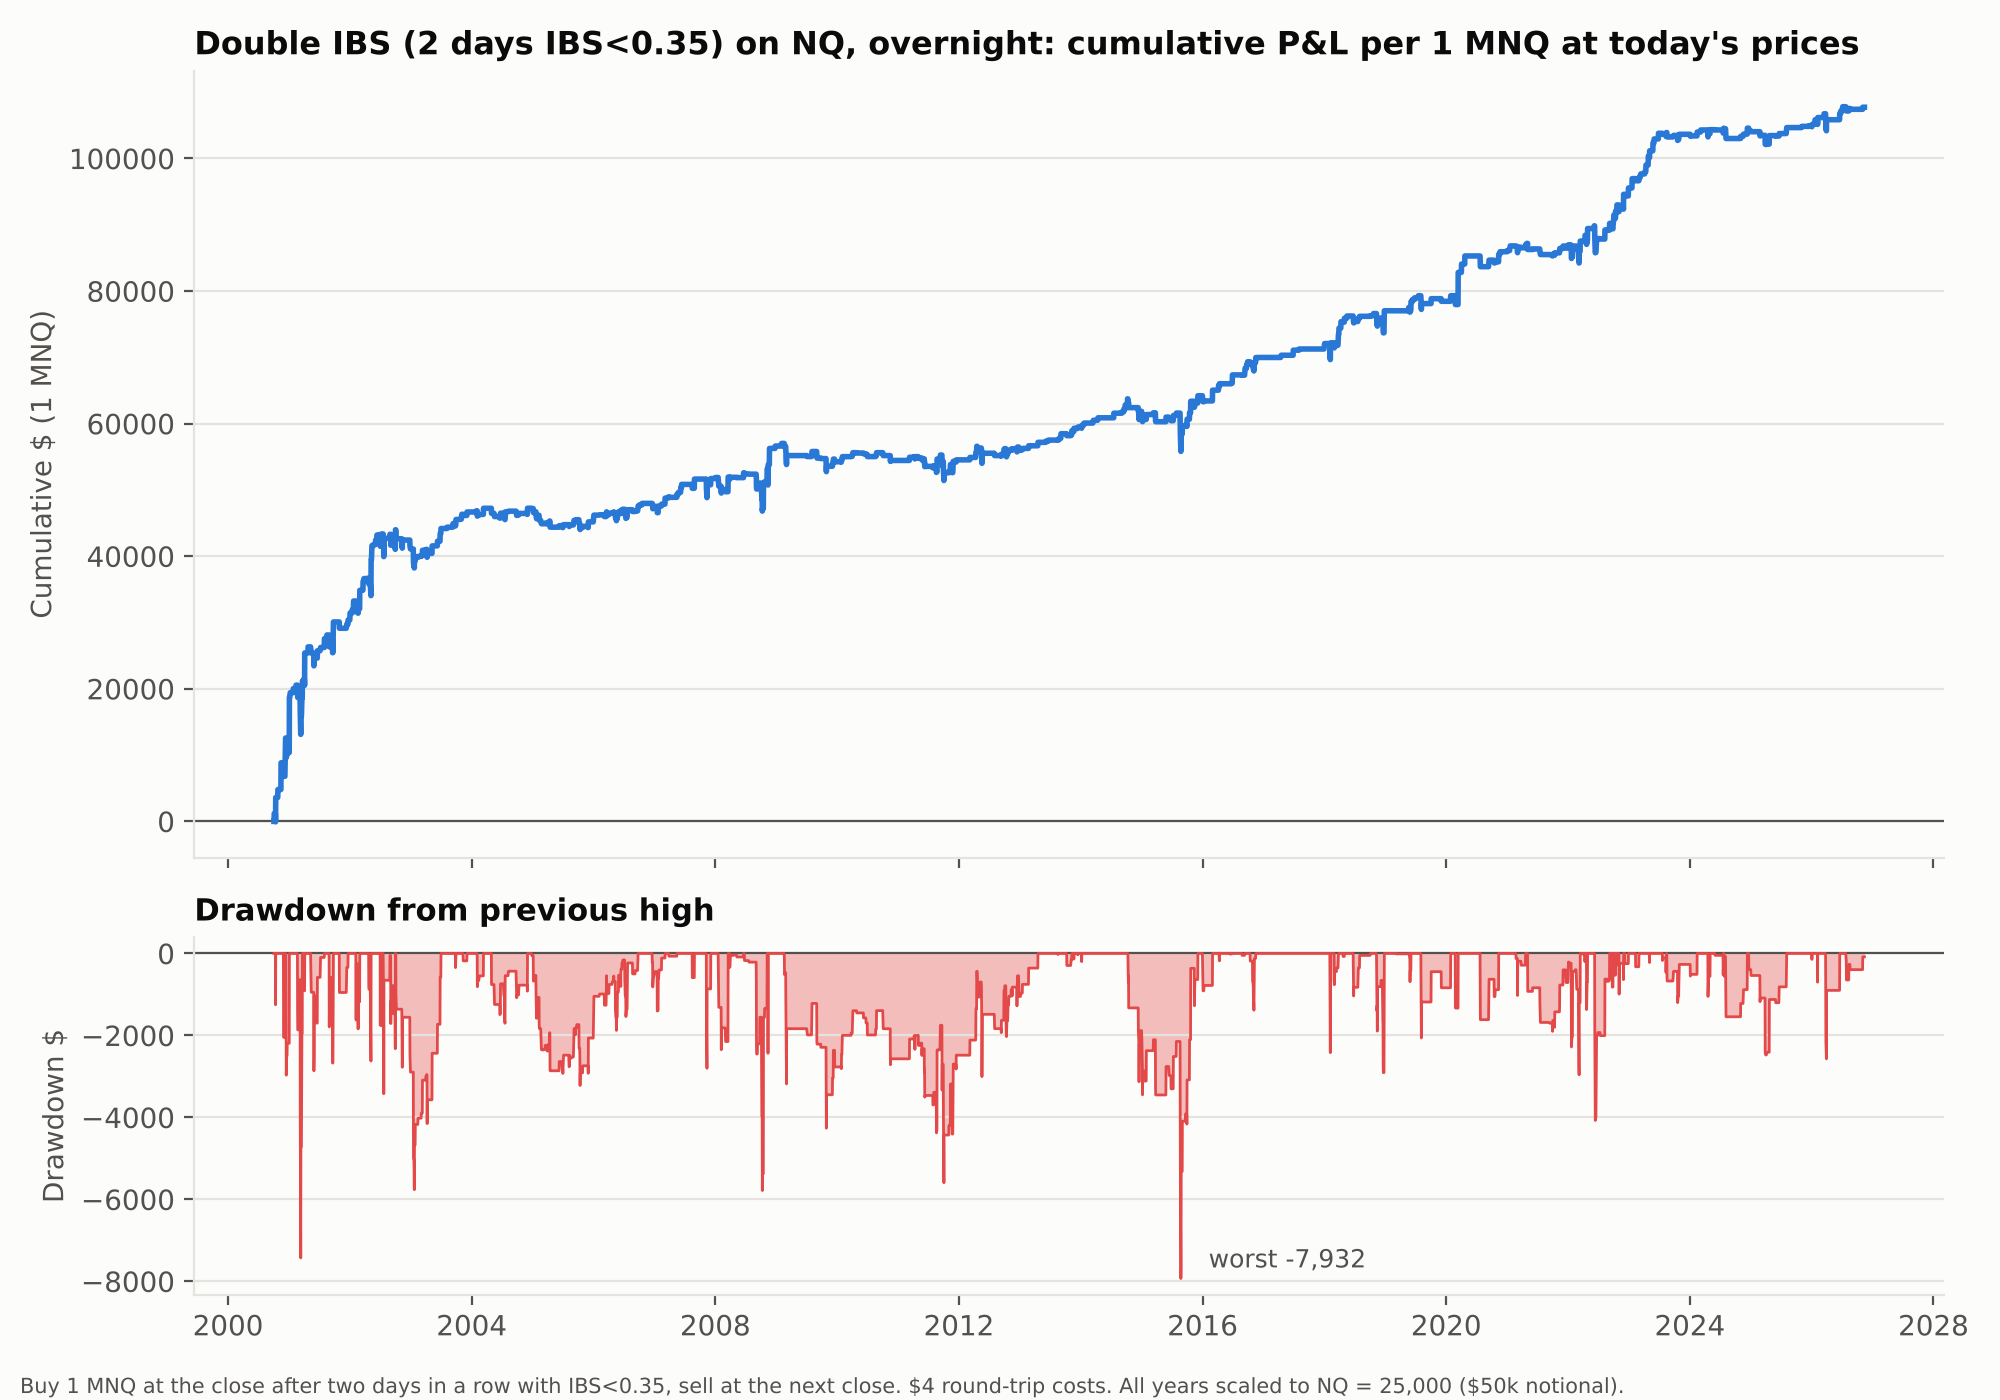 Double IBS (2 days IBS<0.35) on NQ, overnight: cumulative P&L per 1 MNQ at today's prices
Cumulative $ (1 MNQ)
100000
80000
60000
40000
20000
0
Drawdown from previous high
Drawdown $
0
−2000
−4000
−6000
−8000
worst -7,932
2000 2004 2008 2012 2016 2020 2024 2028
Buy 1 MNQ at the close after two days in a row with IBS<0.35, sell at the next close. $4 round-trip costs. All years scaled to NQ = 25,000 ($50k notional).